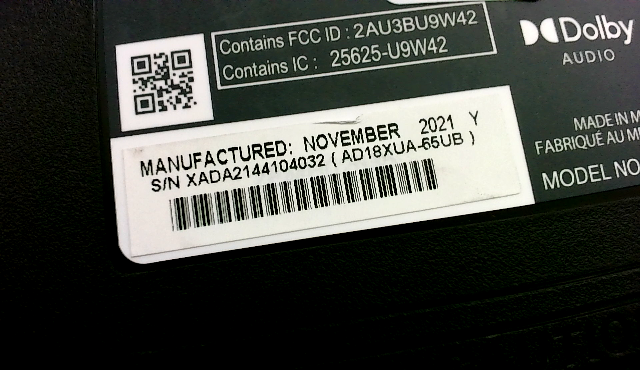 Contains FCC ID : 2AU3BU9W42
Contains IC : 25625-U9W42
Dolby
AUDIO
MANUFACTURED: NOVEMBER 2021 Y
S/N XADA2144104032 ( AD18XUA-65UB )
MADE IN M
FABRIQUÉ AU M
MODEL NO